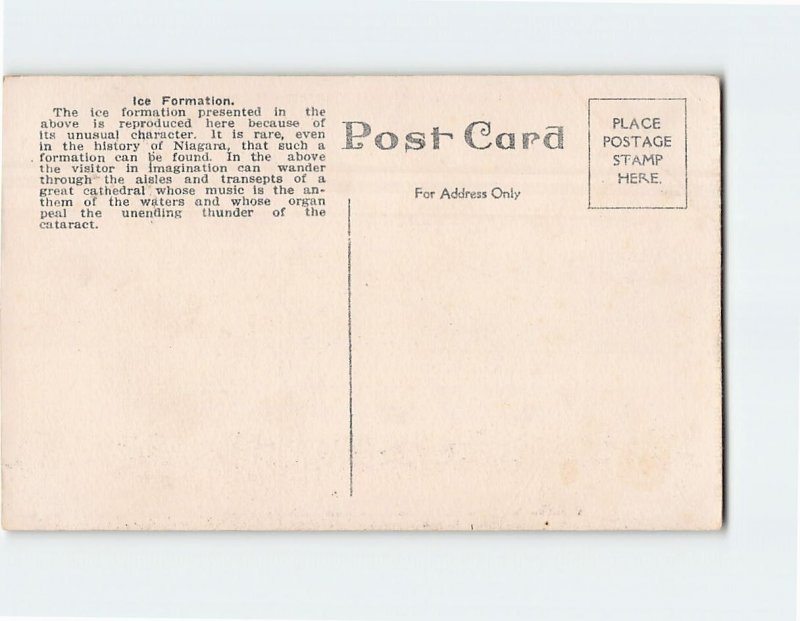 Ice Formation.
The ice formation presented in the
above is reproduced here because of
its unusual character. It is rare, even
in the history of Niagara, that such a
formation can be found. In the above
the visitor in imagination can wander
through the aisles and transepts of a
great cathedral whose music is the an-
them of the waters and whose organ
peal the unending thunder of the
cataract.
Post Card
For Address Only
PLACE
POSTAGE
STAMP
HERE.